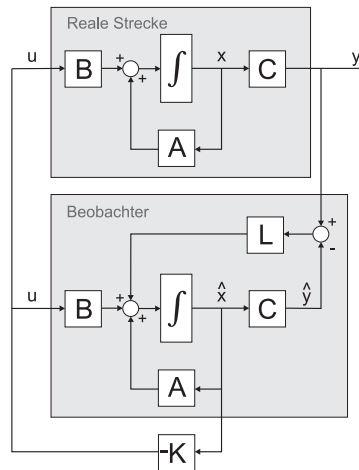 Reale Strecke
u
B
+
+
∫
x
C
y
A
Beobachter
L
+
-
u
B
+
+
∫
x̂
C
ŷ
A
-K